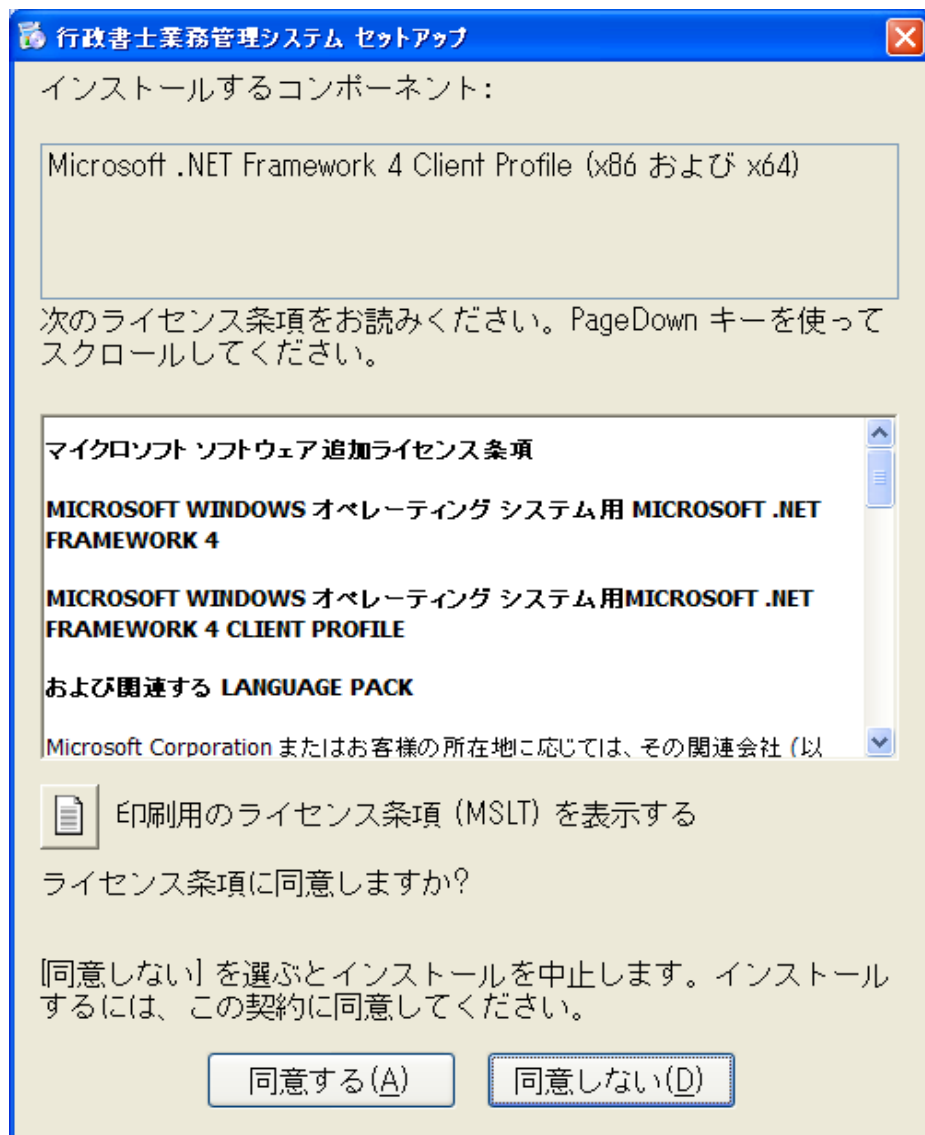 行政書士業務管理システム セットアップ
インストールするコンポーネント:
Microsoft .NET Framework 4 Client Profile (x86 および x64)
次のライセンス条項をお読みください。PageDown キーを使って
スクロールしてください。
マイクロソフト ソフトウェア追加ライセンス条項
MICROSOFT WINDOWS オペレーティング システム用 MICROSOFT .NET
FRAMEWORK 4
MICROSOFT WINDOWS オペレーティング システム用MICROSOFT .NET
FRAMEWORK 4 CLIENT PROFILE
および関連する LANGUAGE PACK
Microsoft Corporation またはお客様の所在地に応じては、その関連会社 (以
印刷用のライセンス条項 (MSLT) を表示する
ライセンス条項に同意しますか?
[同意しない] を選ぶとインストールを中止します。インストール
するには、この契約に同意してください。
同意する(A) 同意しない(D)